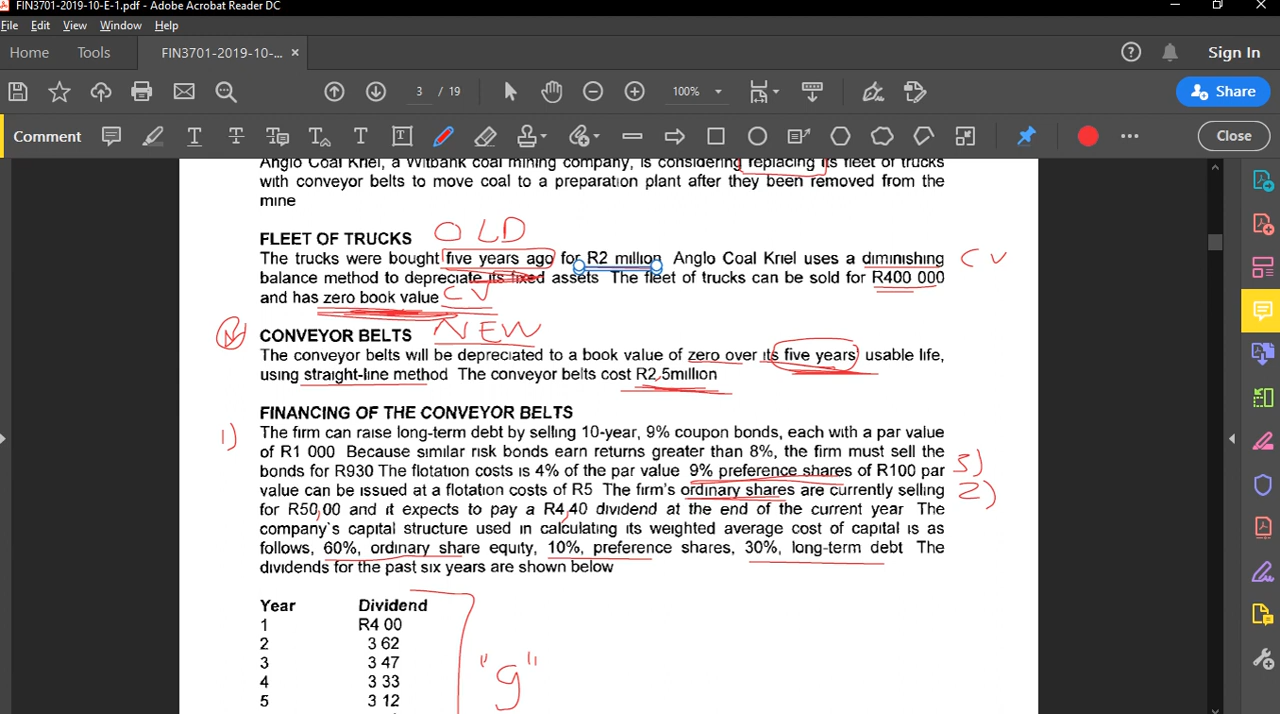 FIN3701-2019-10-E-1.pdf - Adobe Acrobat Reader DC
File Edit View Window Help
Home Tools FIN3701-2019-10-... × Sign In
3 / 19 100% Share
Comment Close
Anglo Coal Kriel, a Witbank coal mining company, is considering replacing its fleet of trucks
with conveyor belts to move coal to a preparation plant after they been removed from the
mine
OLD
FLEET OF TRUCKS
The trucks were bought five years ago for R2 million Anglo Coal Kriel uses a diminishing CV
balance method to depreciate its fixed assets The fleet of trucks can be sold for R400 000
and has zero book value CV
N CONVEYOR BELTS NEW
The conveyor belts will be depreciated to a book value of zero over its five years usable life,
using straight-line method The conveyor belts cost R2,5million
FINANCING OF THE CONVEYOR BELTS
1) The firm can raise long-term debt by selling 10-year, 9% coupon bonds, each with a par value
of R1 000 Because similar risk bonds earn returns greater than 8%, the firm must sell the
bonds for R930 The flotation costs is 4% of the par value 9% preference shares of R100 par 3)
value can be issued at a flotation costs of R5 The firm's ordinary shares are currently selling 2)
for R50,00 and it expects to pay a R4,40 dividend at the end of the current year The
company's capital structure used in calculating its weighted average cost of capital is as
follows, 60%, ordinary share equity, 10%, preference shares, 30%, long-term debt The
dividends for the past six years are shown below
Year Dividend
1 R4 00
2 3 62
3 3 47
4 3 33
5 3 12
"g"